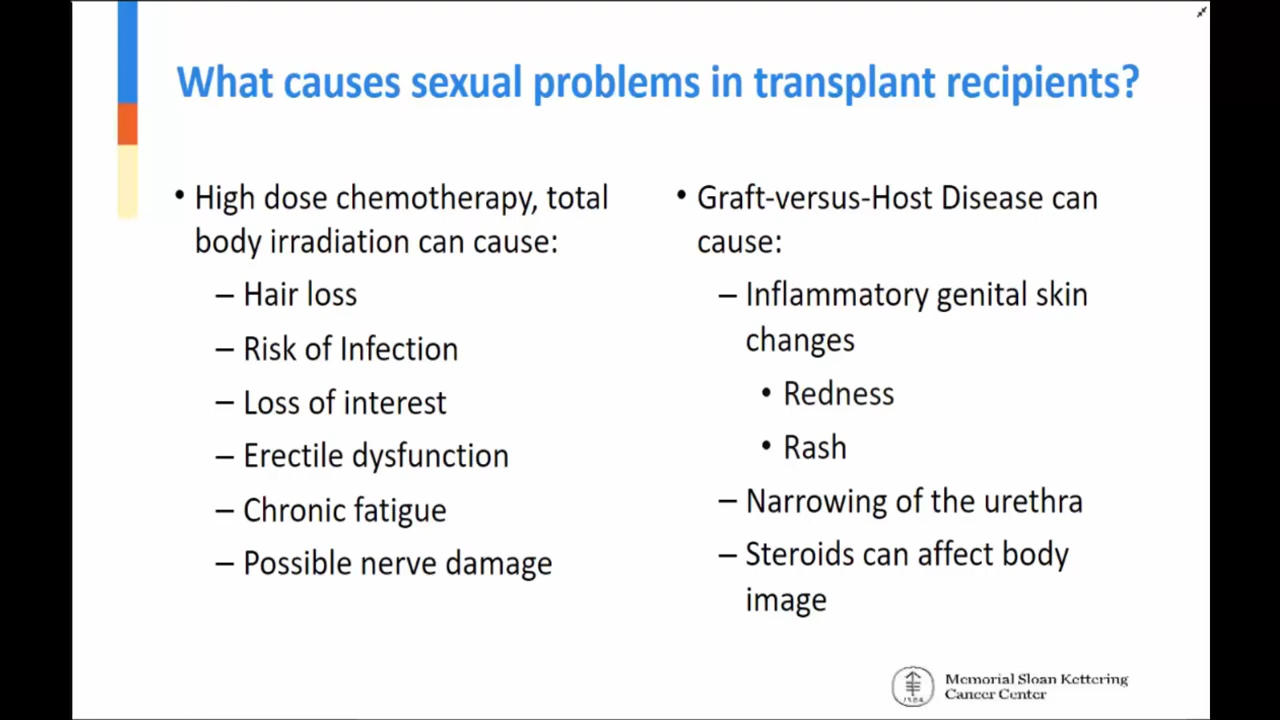 What causes sexual problems in transplant recipients?
• High dose chemotherapy, total
body irradiation can cause:
– Hair loss
– Risk of Infection
– Loss of interest
– Erectile dysfunction
– Chronic fatigue
– Possible nerve damage
• Graft-versus-Host Disease can
cause:
– Inflammatory genital skin
changes
• Redness
• Rash
– Narrowing of the urethra
– Steroids can affect body
image
Memorial Sloan Kettering
Cancer Center